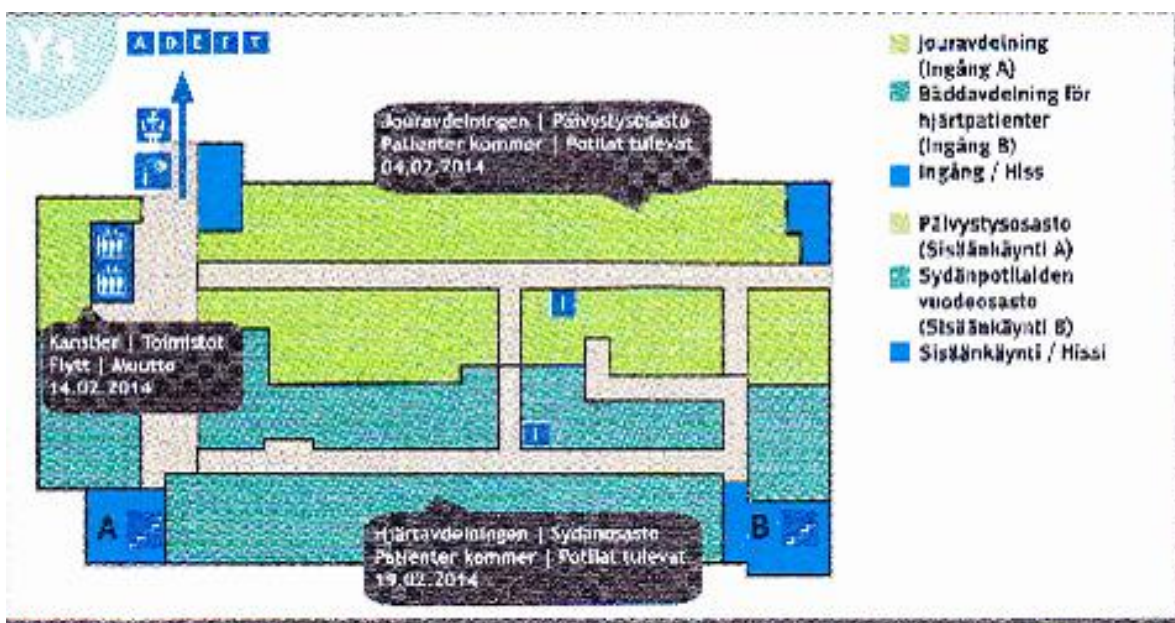 Y1
A D E F T
Jouravdelningen | Päivystysosasto
Patienter kommer | Potilat tulevat
04.02.2014
Kanslier | Toimistot
Flytt | Muutto
14.02.2014
A
B
Hjärtavdelningen | Sydänosasto
Patienter kommer | Potilat tulevat
19.02.2014
Jouravdelning
(Ingång A)
Bäddavdelning för
hjärtpatienter
(Ingång B)
Ingång / Hiss
Päivystysosasto
(Sisäänkäynti A)
Sydänpotilaiden
vuodeosasto
(Sisäänkäynti B)
Sisäänkäynti / Hissi